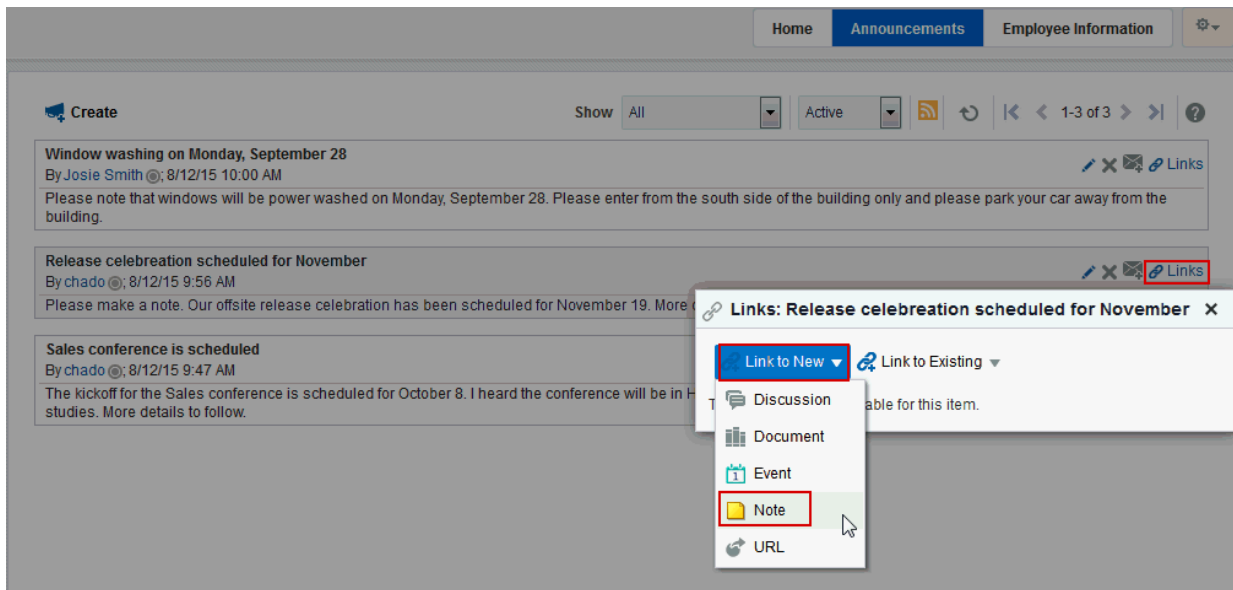 Home Announcements Employee Information
Create Show All Active 1-3 of 3
Window washing on Monday, September 28
By Josie Smith; 8/12/15 10:00 AM Links
Please note that windows will be power washed on Monday, September 28. Please enter from the south side of the building only and please park your car away from the
building.
Release celebreation scheduled for November
By chado; 8/12/15 9:56 AM Links
Please make a note. Our offsite release celebration has been scheduled for November 19. More
Links: Release celebreation scheduled for November
Link to New Link to Existing
Sales conference is scheduled
By chado; 8/12/15 9:47 AM
The kickoff for the Sales conference is scheduled for October 8. I heard the conference will be in H
studies. More details to follow.
able for this item.
Discussion
Document
Event
Note
URL